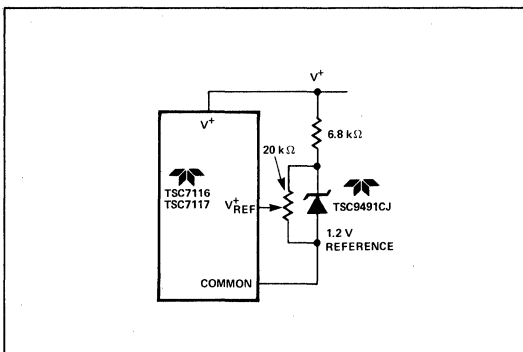 V+
V+
6.8 kΩ
20 kΩ
TSC7116
TSC7117
V+REF
TSC9491CJ
1.2 V
REFERENCE
COMMON